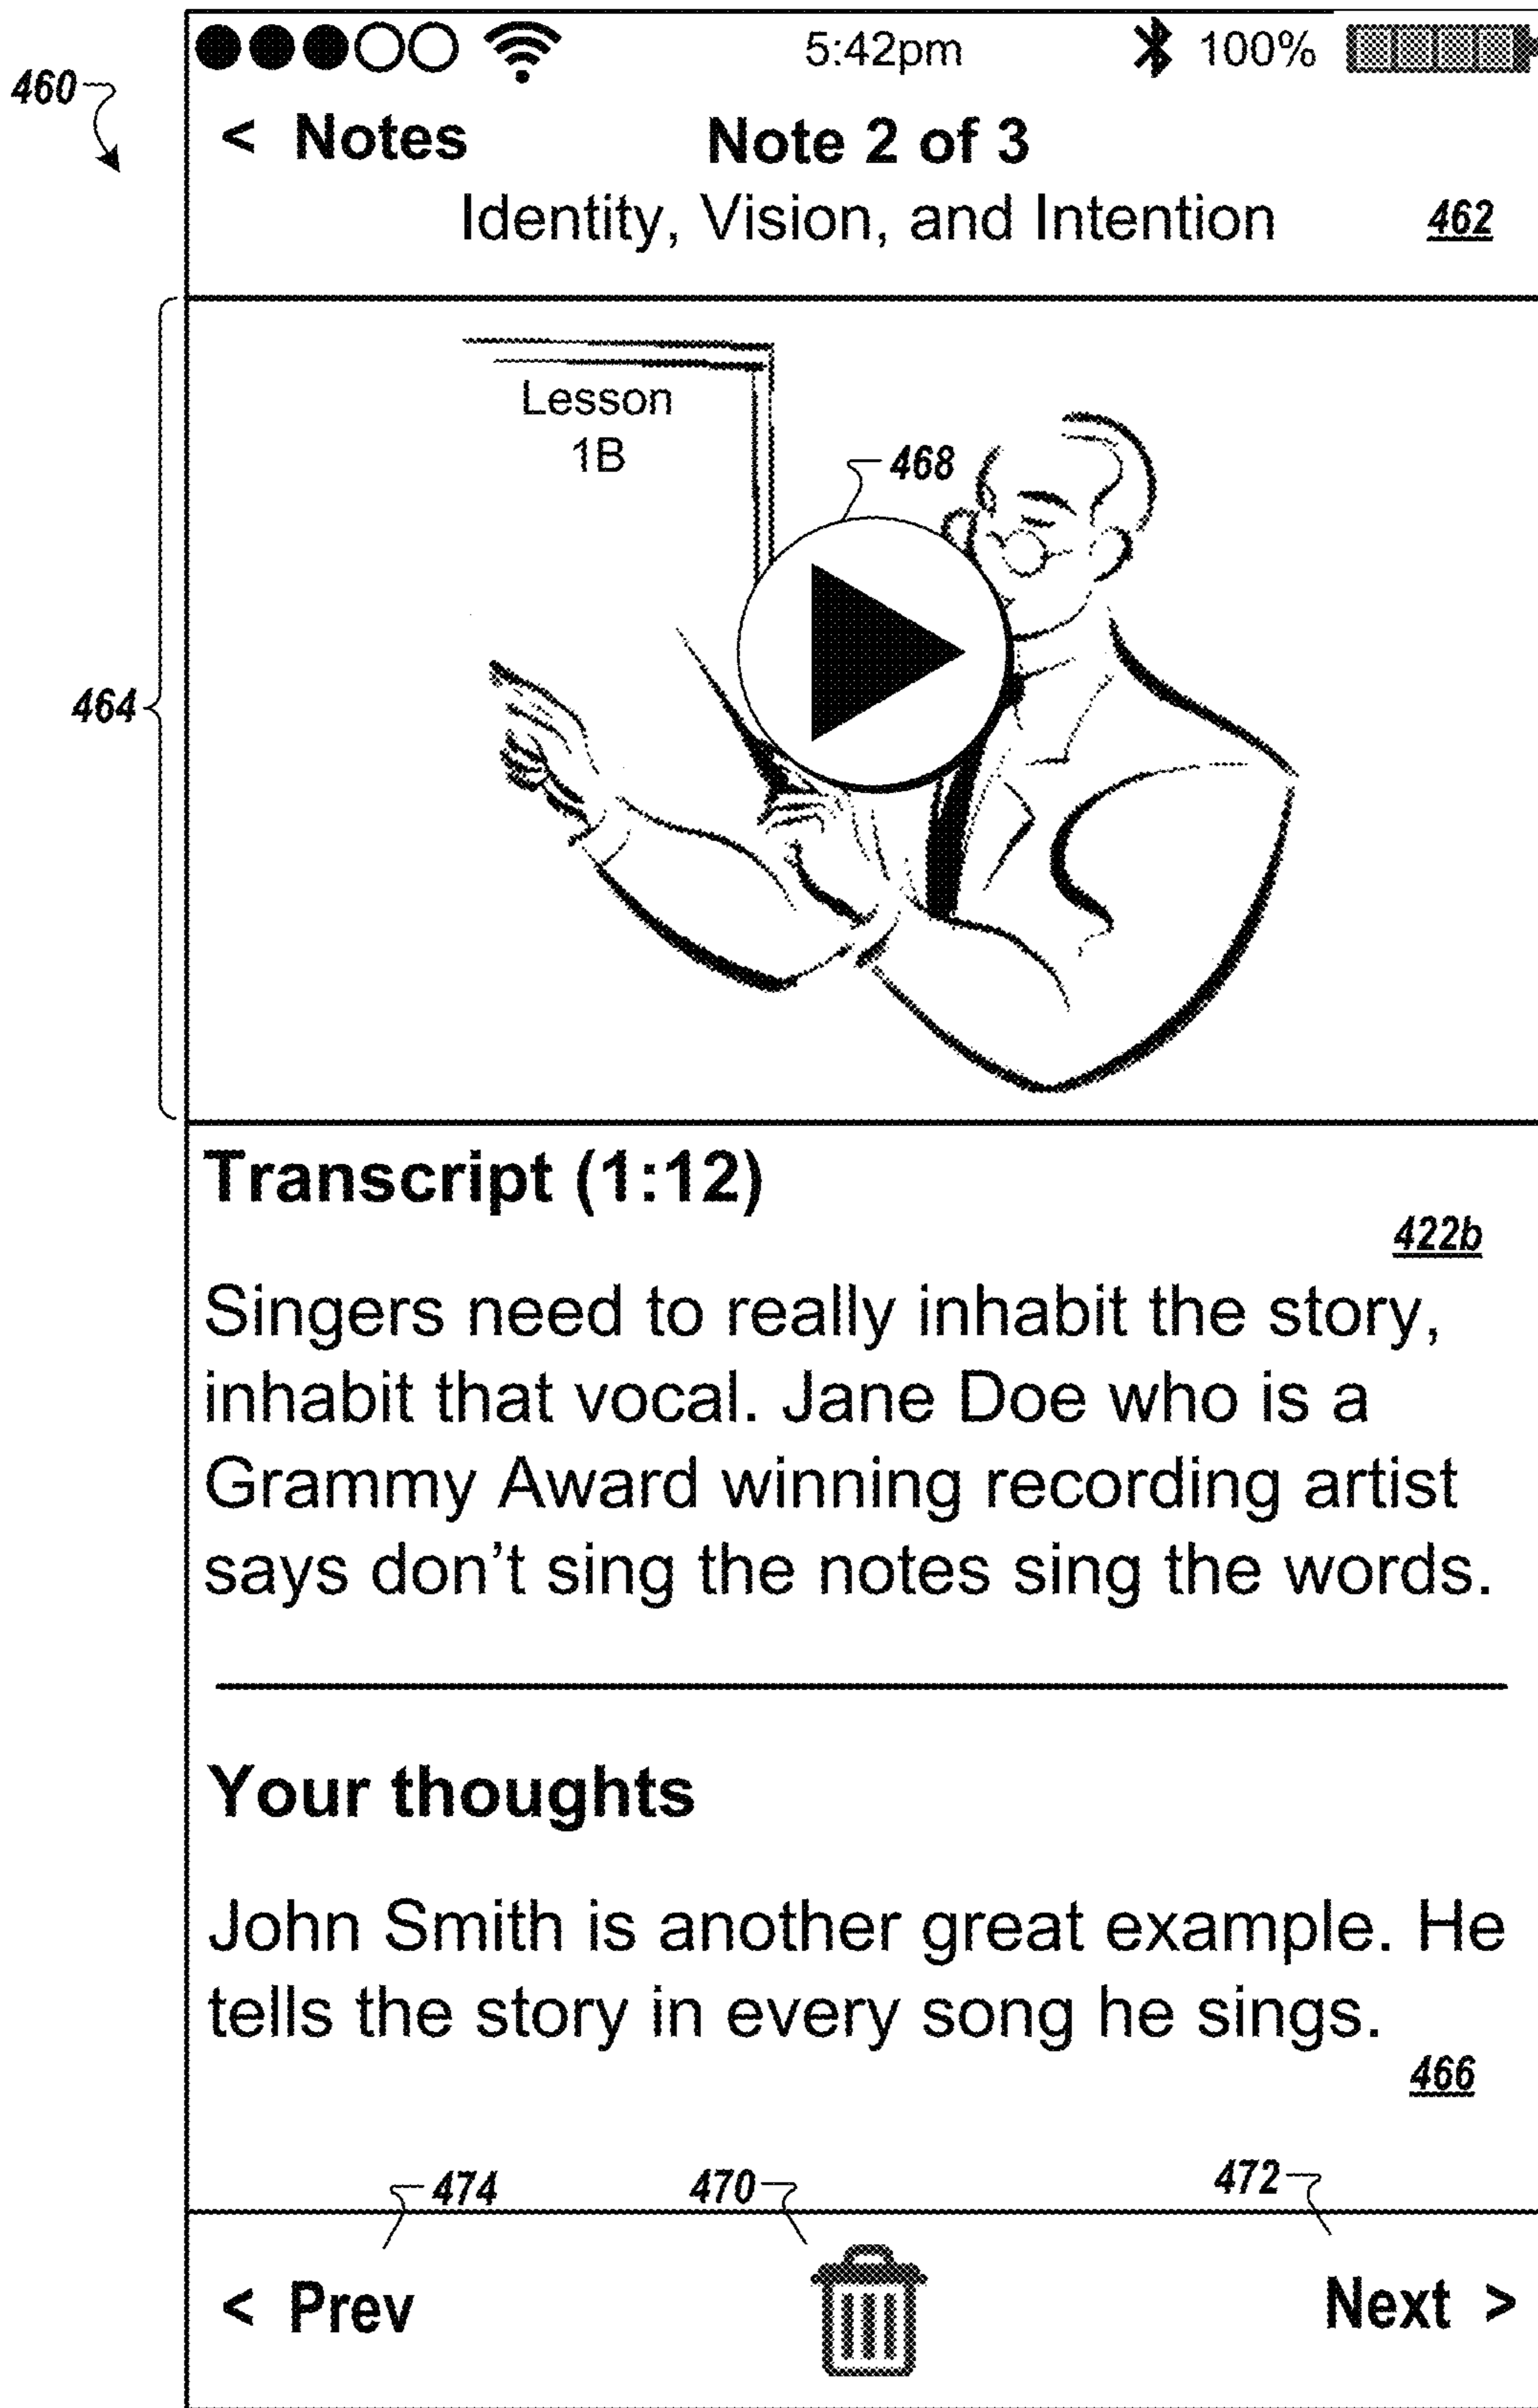 5:42pm 100%
460
< Notes Note 2 of 3
Identity, Vision, and Intention 462
Lesson
1B
468
464
Transcript (1:12)
422b
Singers need to really inhabit the story,
inhabit that vocal. Jane Doe who is a
Grammy Award winning recording artist
says don’t sing the notes sing the words.
Your thoughts
John Smith is another great example. He
tells the story in every song he sings.
466
474 470 472
< Prev Next >